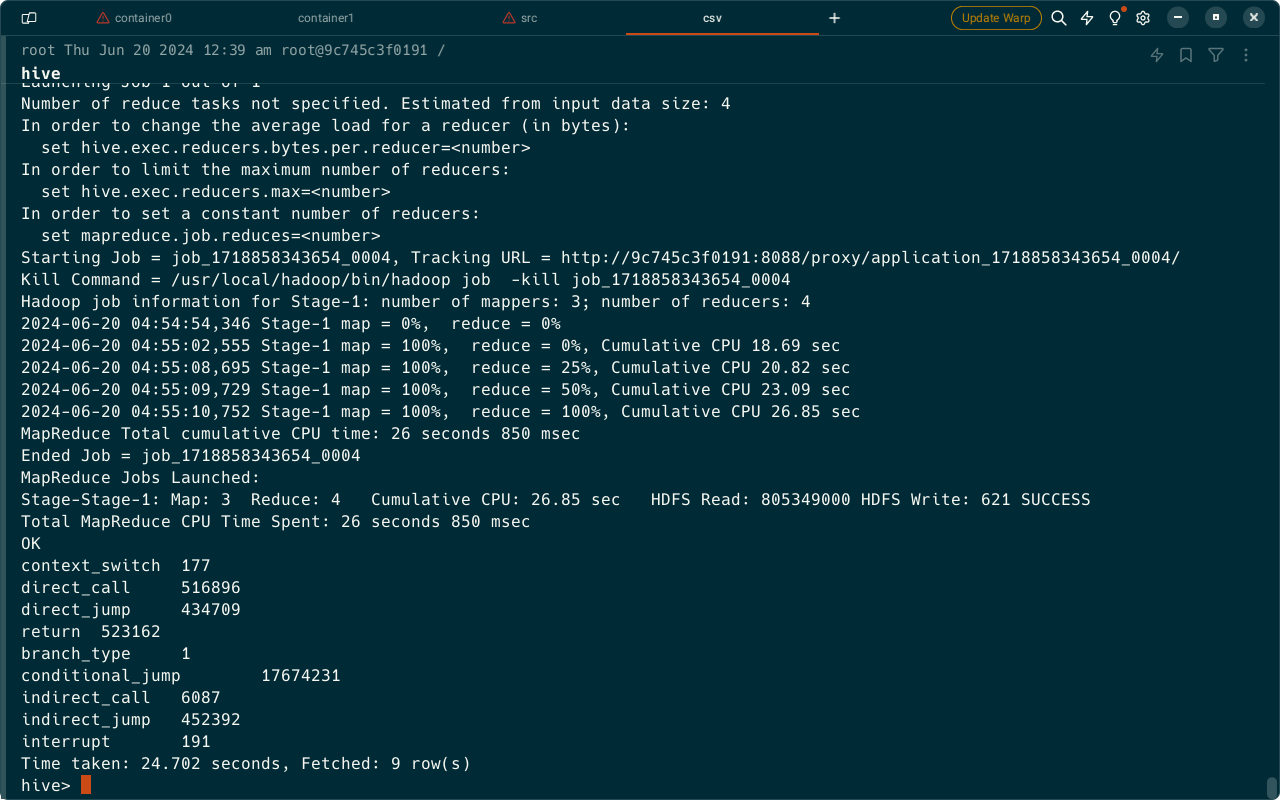 container0 container1 src csv + Update Warp
root Thu Jun 20 2024 12:39 am root@9c745c3f0191 /
hive
Launching Job 1 out of 1
Number of reduce tasks not specified. Estimated from input data size: 4
In order to change the average load for a reducer (in bytes):
  set hive.exec.reducers.bytes.per.reducer=<number>
In order to limit the maximum number of reducers:
  set hive.exec.reducers.max=<number>
In order to set a constant number of reducers:
  set mapreduce.job.reduces=<number>
Starting Job = job_1718858343654_0004, Tracking URL = http://9c745c3f0191:8088/proxy/application_1718858343654_0004/
Kill Command = /usr/local/hadoop/bin/hadoop job  -kill job_1718858343654_0004
Hadoop job information for Stage-1: number of mappers: 3; number of reducers: 4
2024-06-20 04:54:54,346 Stage-1 map = 0%,  reduce = 0%
2024-06-20 04:55:02,555 Stage-1 map = 100%,  reduce = 0%, Cumulative CPU 18.69 sec
2024-06-20 04:55:08,695 Stage-1 map = 100%,  reduce = 25%, Cumulative CPU 20.82 sec
2024-06-20 04:55:09,729 Stage-1 map = 100%,  reduce = 50%, Cumulative CPU 23.09 sec
2024-06-20 04:55:10,752 Stage-1 map = 100%,  reduce = 100%, Cumulative CPU 26.85 sec
MapReduce Total cumulative CPU time: 26 seconds 850 msec
Ended Job = job_1718858343654_0004
MapReduce Jobs Launched:
Stage-Stage-1: Map: 3  Reduce: 4   Cumulative CPU: 26.85 sec   HDFS Read: 805349000 HDFS Write: 621 SUCCESS
Total MapReduce CPU Time Spent: 26 seconds 850 msec
OK
context_switch  177
direct_call     516896
direct_jump     434709
return  523162
branch_type     1
conditional_jump        17674231
indirect_call   6087
indirect_jump   452392
interrupt       191
Time taken: 24.702 seconds, Fetched: 9 row(s)
hive>